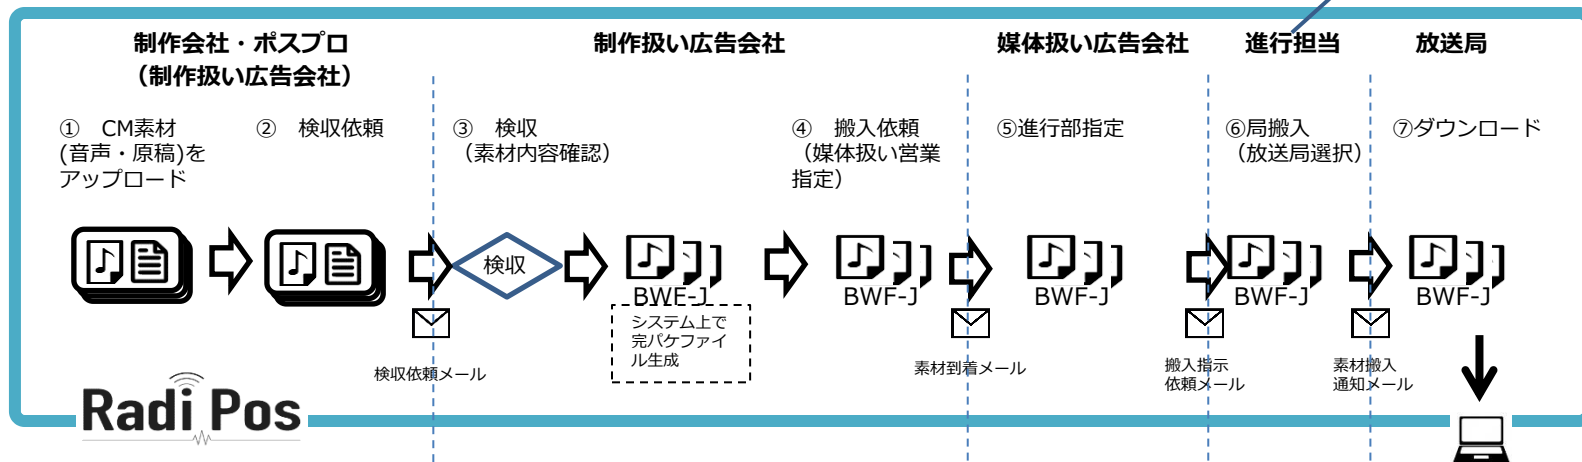 制作会社・ポスプロ
（制作扱い広告会社）
制作扱い広告会社
媒体扱い広告会社
進行担当
放送局
①　CM素材
(音声・原稿)を
アップロード
②　検収依頼
③　検収
（素材内容確認）
④　搬入依頼
（媒体扱い営業
指定）
⑤進行部指定
⑥局搬入
（放送局選択）
⑦ダウンロード
検収
BWF-J
BWF-J
BWF-J
BWF-J
BWF-J
システム上で
完パケファイ
ル生成
検収依頼メール
素材到着メール
搬入指示
依頼メール
素材搬入
通知メール
Radi Pos